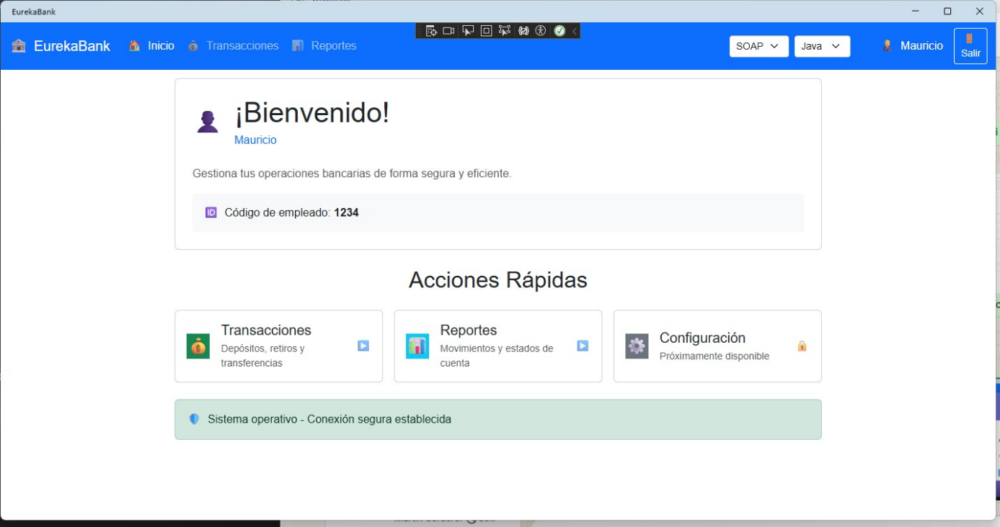 EurekaBank
EurekaBank Inicio Transacciones Reportes SOAP Java Mauricio Salir
¡Bienvenido!
Mauricio
Gestiona tus operaciones bancarias de forma segura y eficiente.
ID Código de empleado: 1234
Acciones Rápidas
Transacciones
Depósitos, retiros y
transferencias
Reportes
Movimientos y estados de
cuenta
Configuración
Próximamente disponible
Sistema operativo - Conexión segura establecida